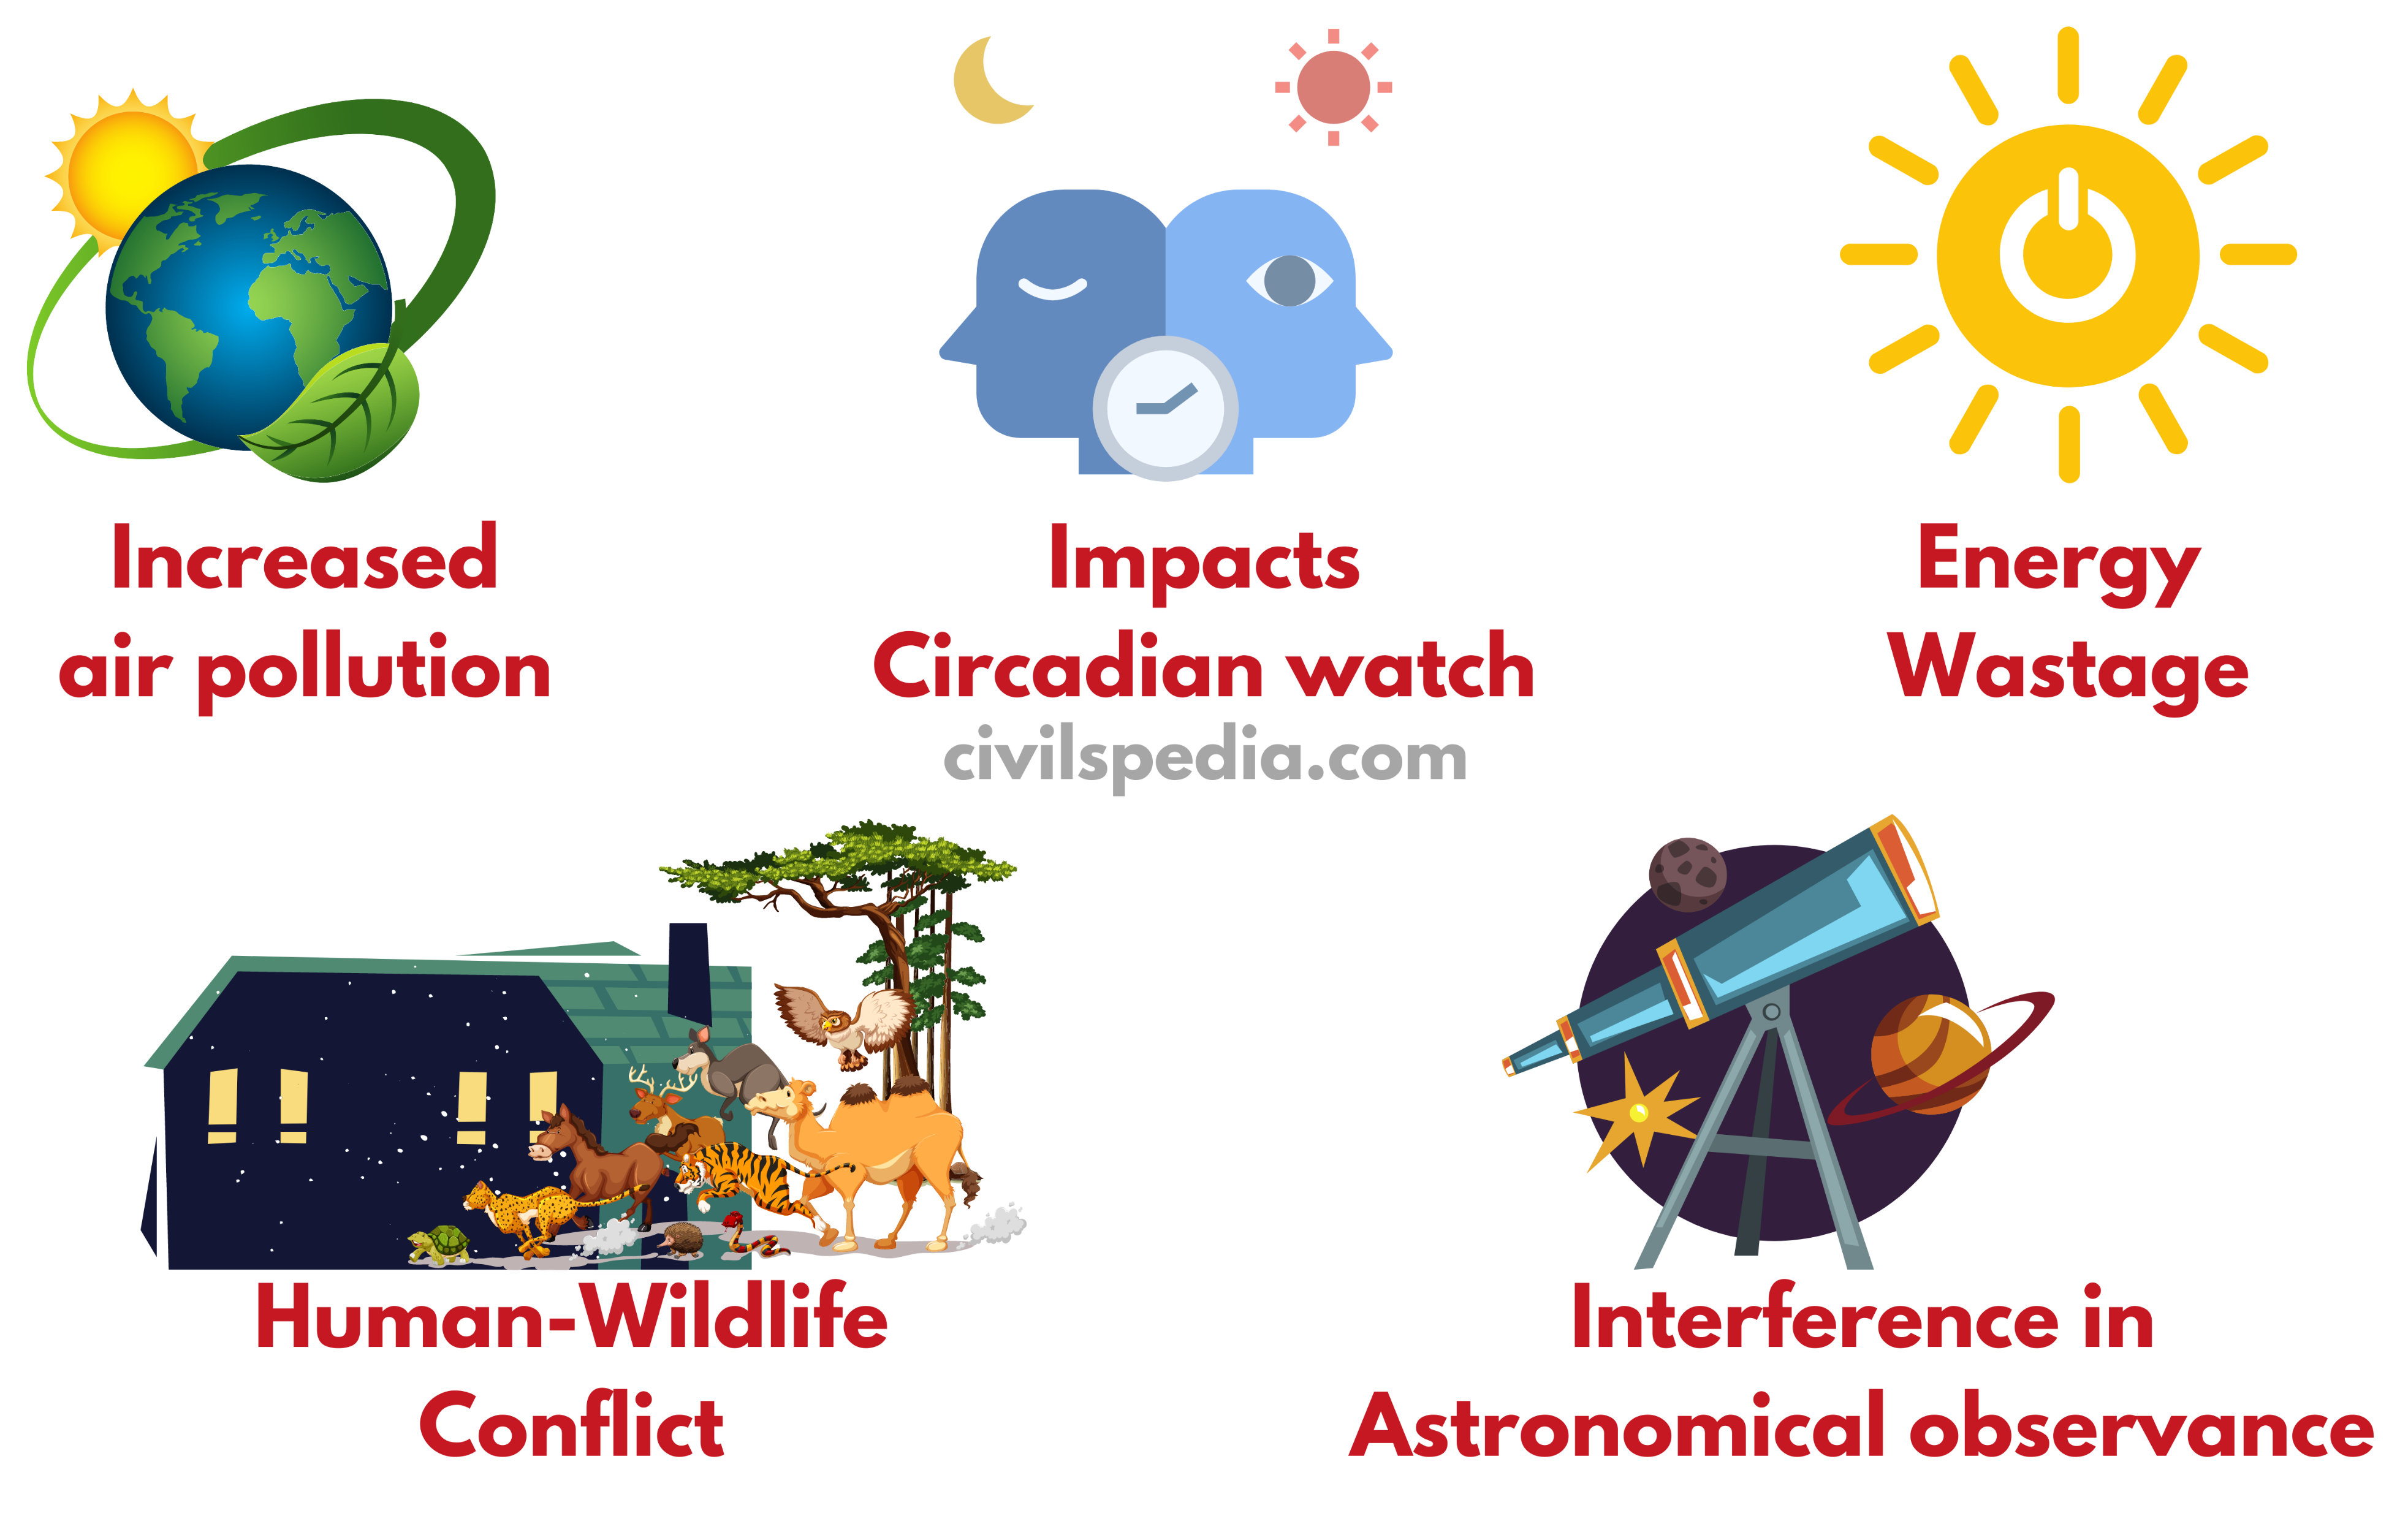 Increased
air pollution
Impacts
Circadian watch
Energy
Wastage
civilspedia.com
Human-Wildlife
Conflict
Interference in
Astronomical observance